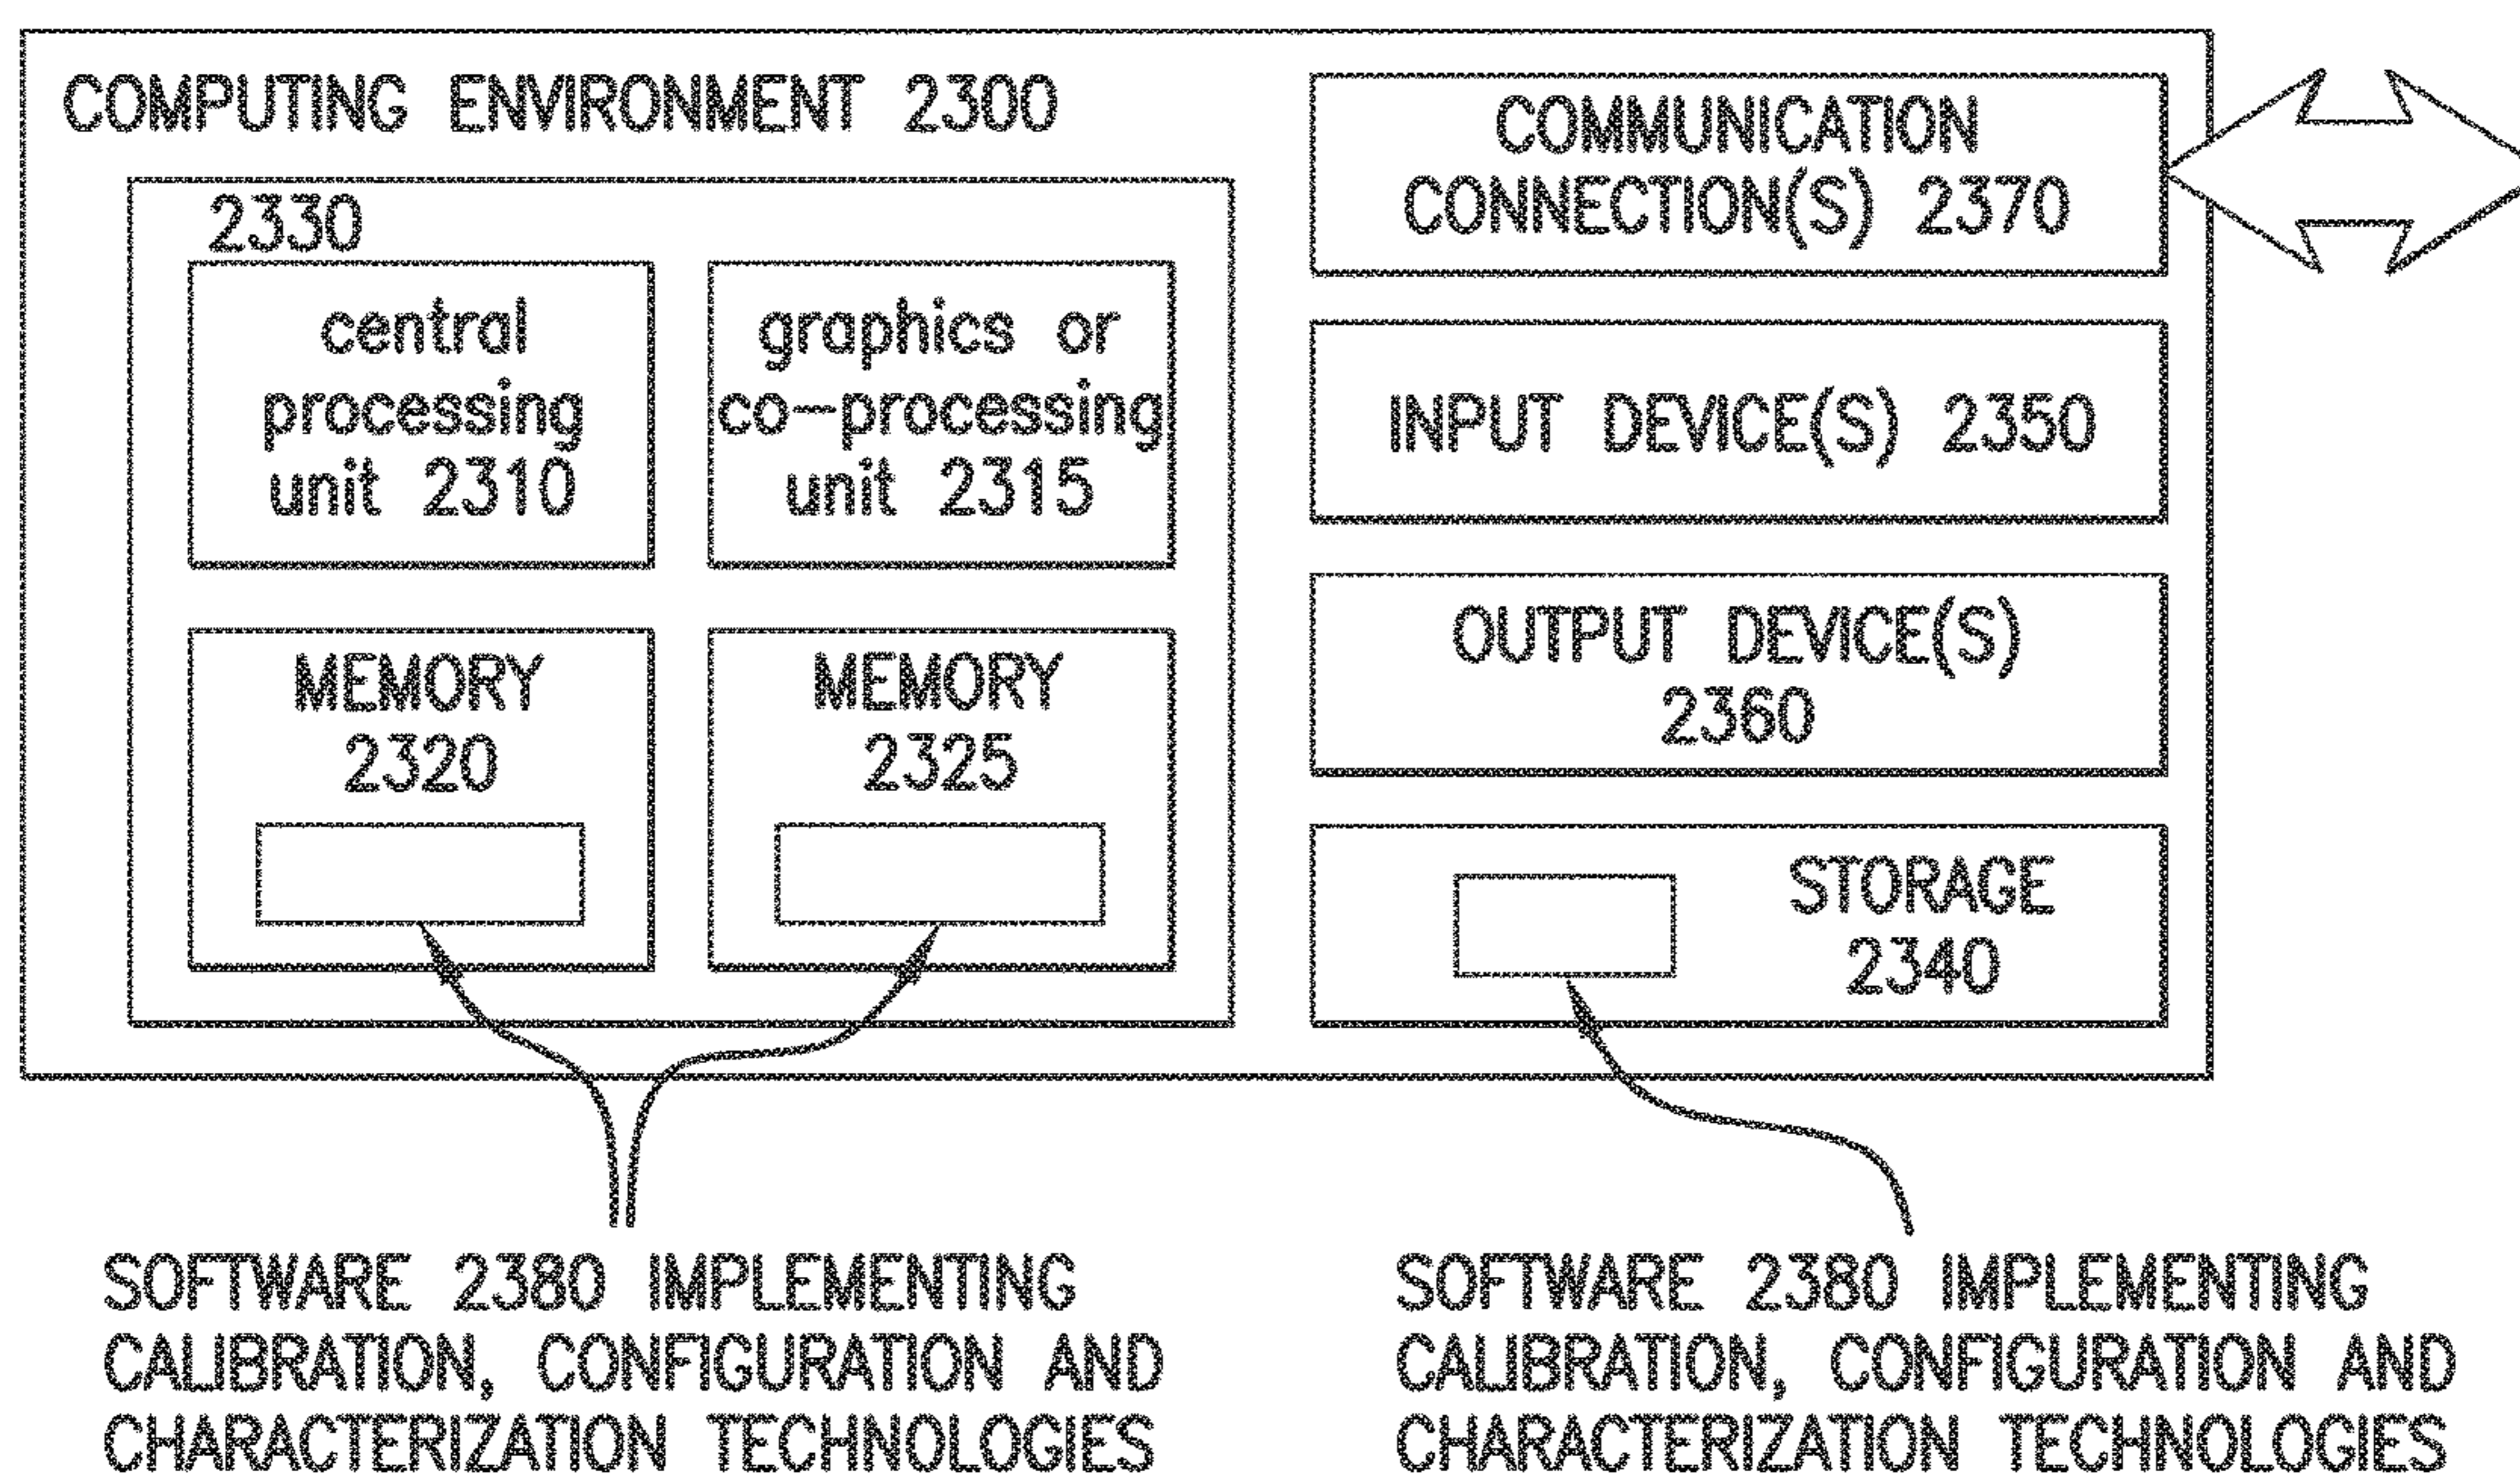 COMPUTING ENVIRONMENT 2300
2330
central
processing
unit 2310
graphics or
co-processing
unit 2315
MEMORY
2320
MEMORY
2325
COMMUNICATION
CONNECTION(S) 2370
INPUT DEVICE(S) 2350
OUTPUT DEVICE(S)
2360
STORAGE
2340
SOFTWARE 2380 IMPLEMENTING
CALIBRATION, CONFIGURATION AND
CHARACTERIZATION TECHNOLOGIES
SOFTWARE 2380 IMPLEMENTING
CALIBRATION, CONFIGURATION AND
CHARACTERIZATION TECHNOLOGIES